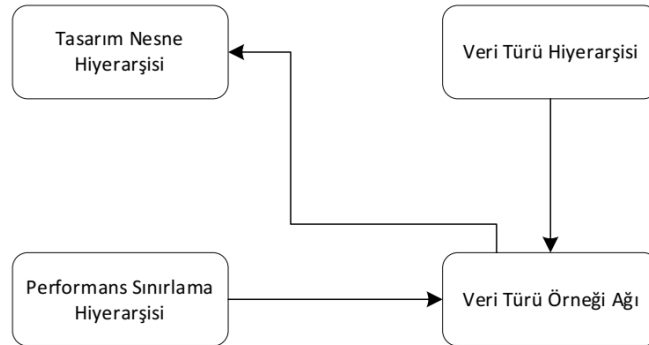 Tasarım Nesne
Hiyerarşisi
Veri Türü Hiyerarşisi
Performans Sınırlama
Hiyerarşisi
Veri Türü Örneği Ağı